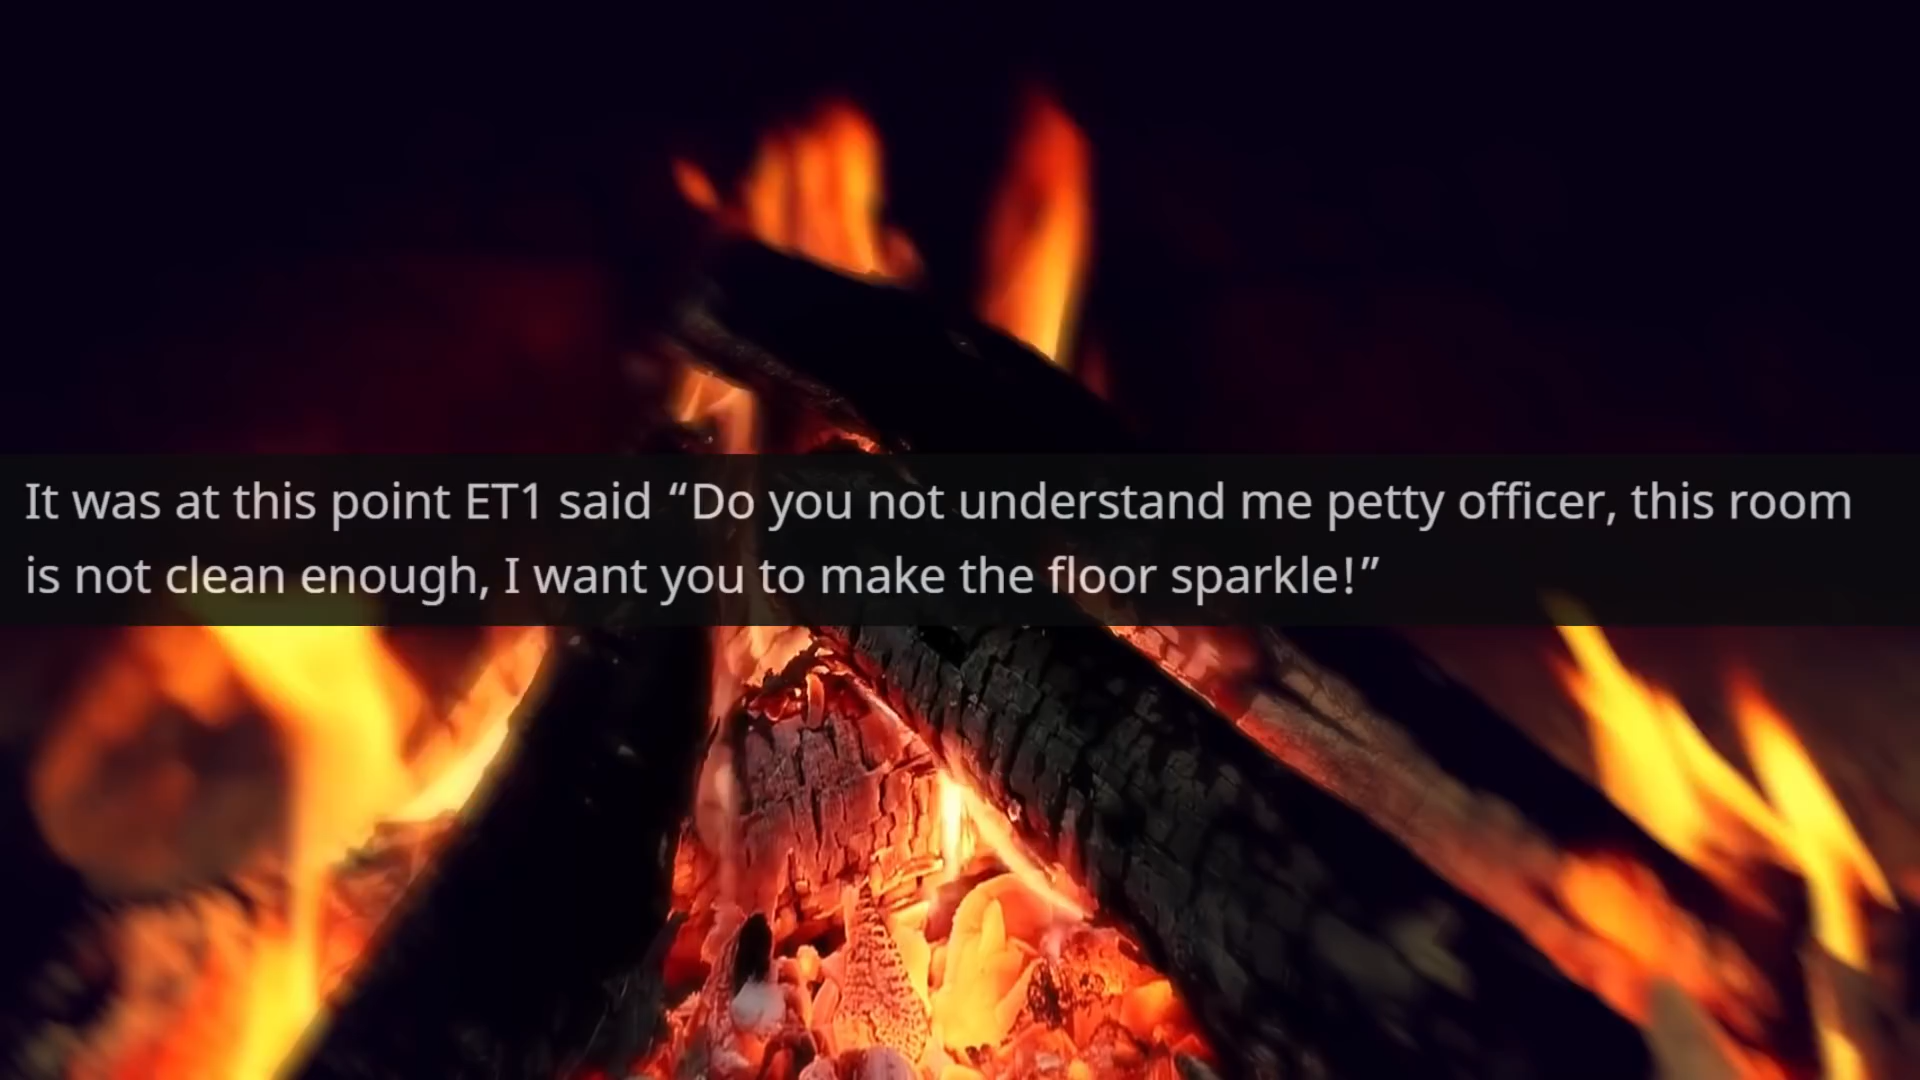 It was at this point ET1 said “Do you not understand me petty officer, this room
is not clean enough, I want you to make the floor sparkle!”